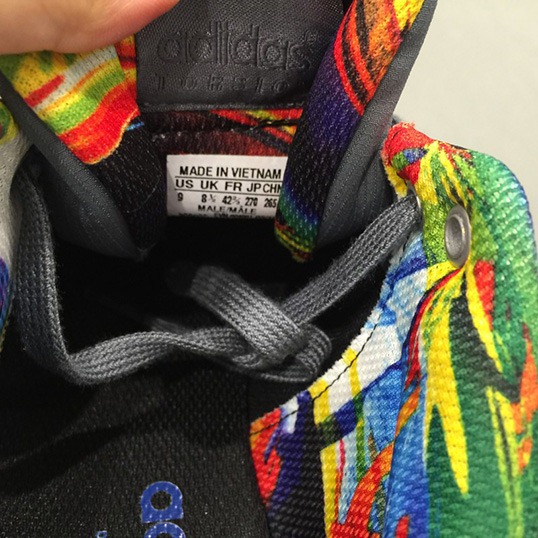 adidas
TORSION
MADE IN VIETNAM
US UK FR JP CHN
9 8½ 42⅔ 270 265
MALE/MÂLE